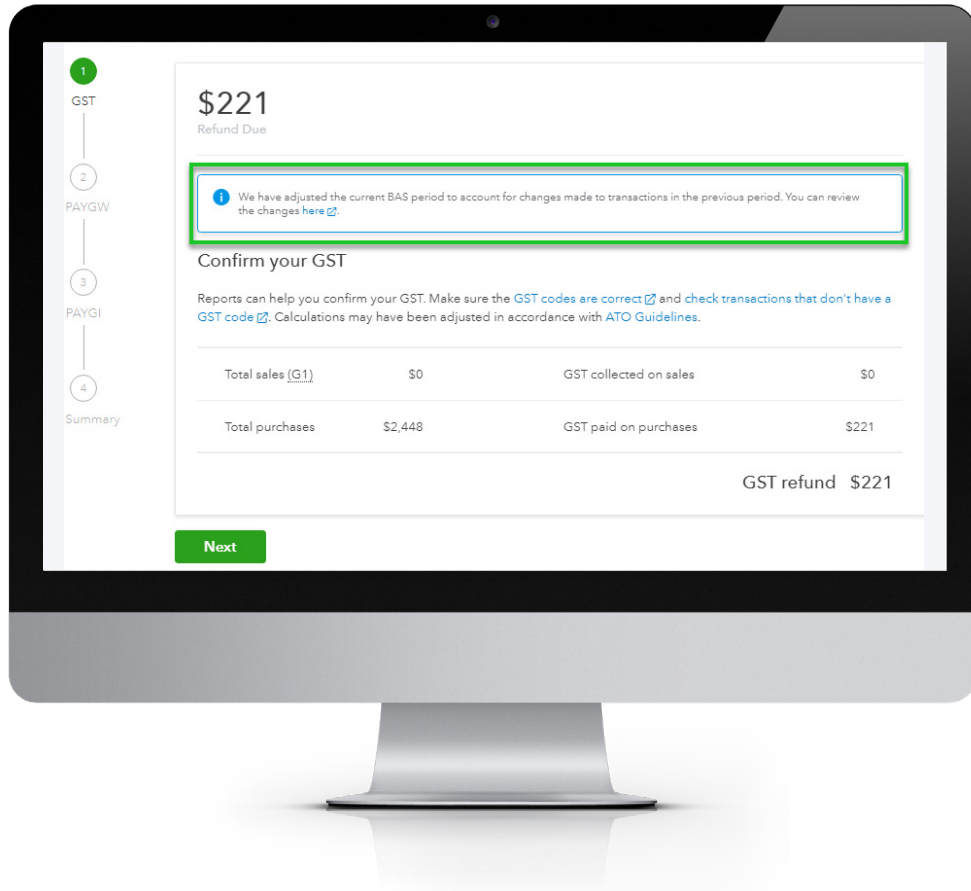 1
GST
2
PAYGW
3
PAYGI
4
Summary
$221
Refund Due
We have adjusted the current BAS period to account for changes made to transactions in the previous period. You can review
the changes here.
Confirm your GST
Reports can help you confirm your GST. Make sure the GST codes are correct and check transactions that don't have a
GST code. Calculations may have been adjusted in accordance with ATO Guidelines.
Total sales (G1) $0 GST collected on sales $0
Total purchases $2,448 GST paid on purchases $221
GST refund $221
Next